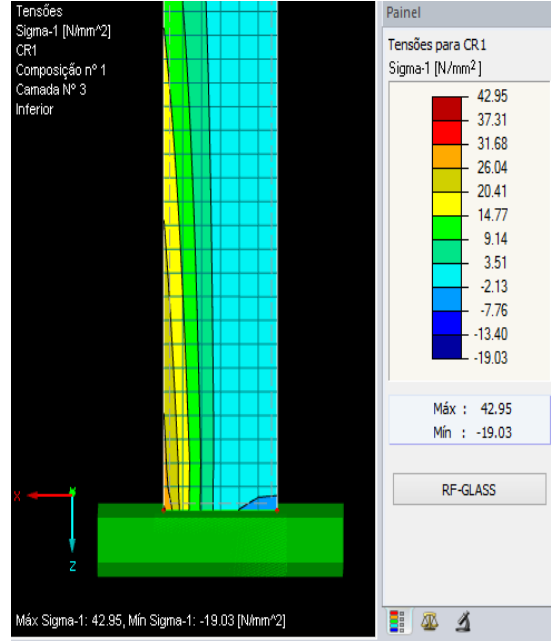 Tensões
Sigma-1 [N/mm^2]
CR1
Composição nº 1
Camada Nº 3
Inferior
X
Y
Z
Máx Sigma-1: 42.95, Mín Sigma-1: -19.03 [N/mm^2]
Painel
Tensões para CR1
Sigma-1 [N/mm²]
42.95
37.31
31.68
26.04
20.41
14.77
9.14
3.51
-2.13
-7.76
-13.40
-19.03
Máx : 42.95
Mín : -19.03
RF-GLASS